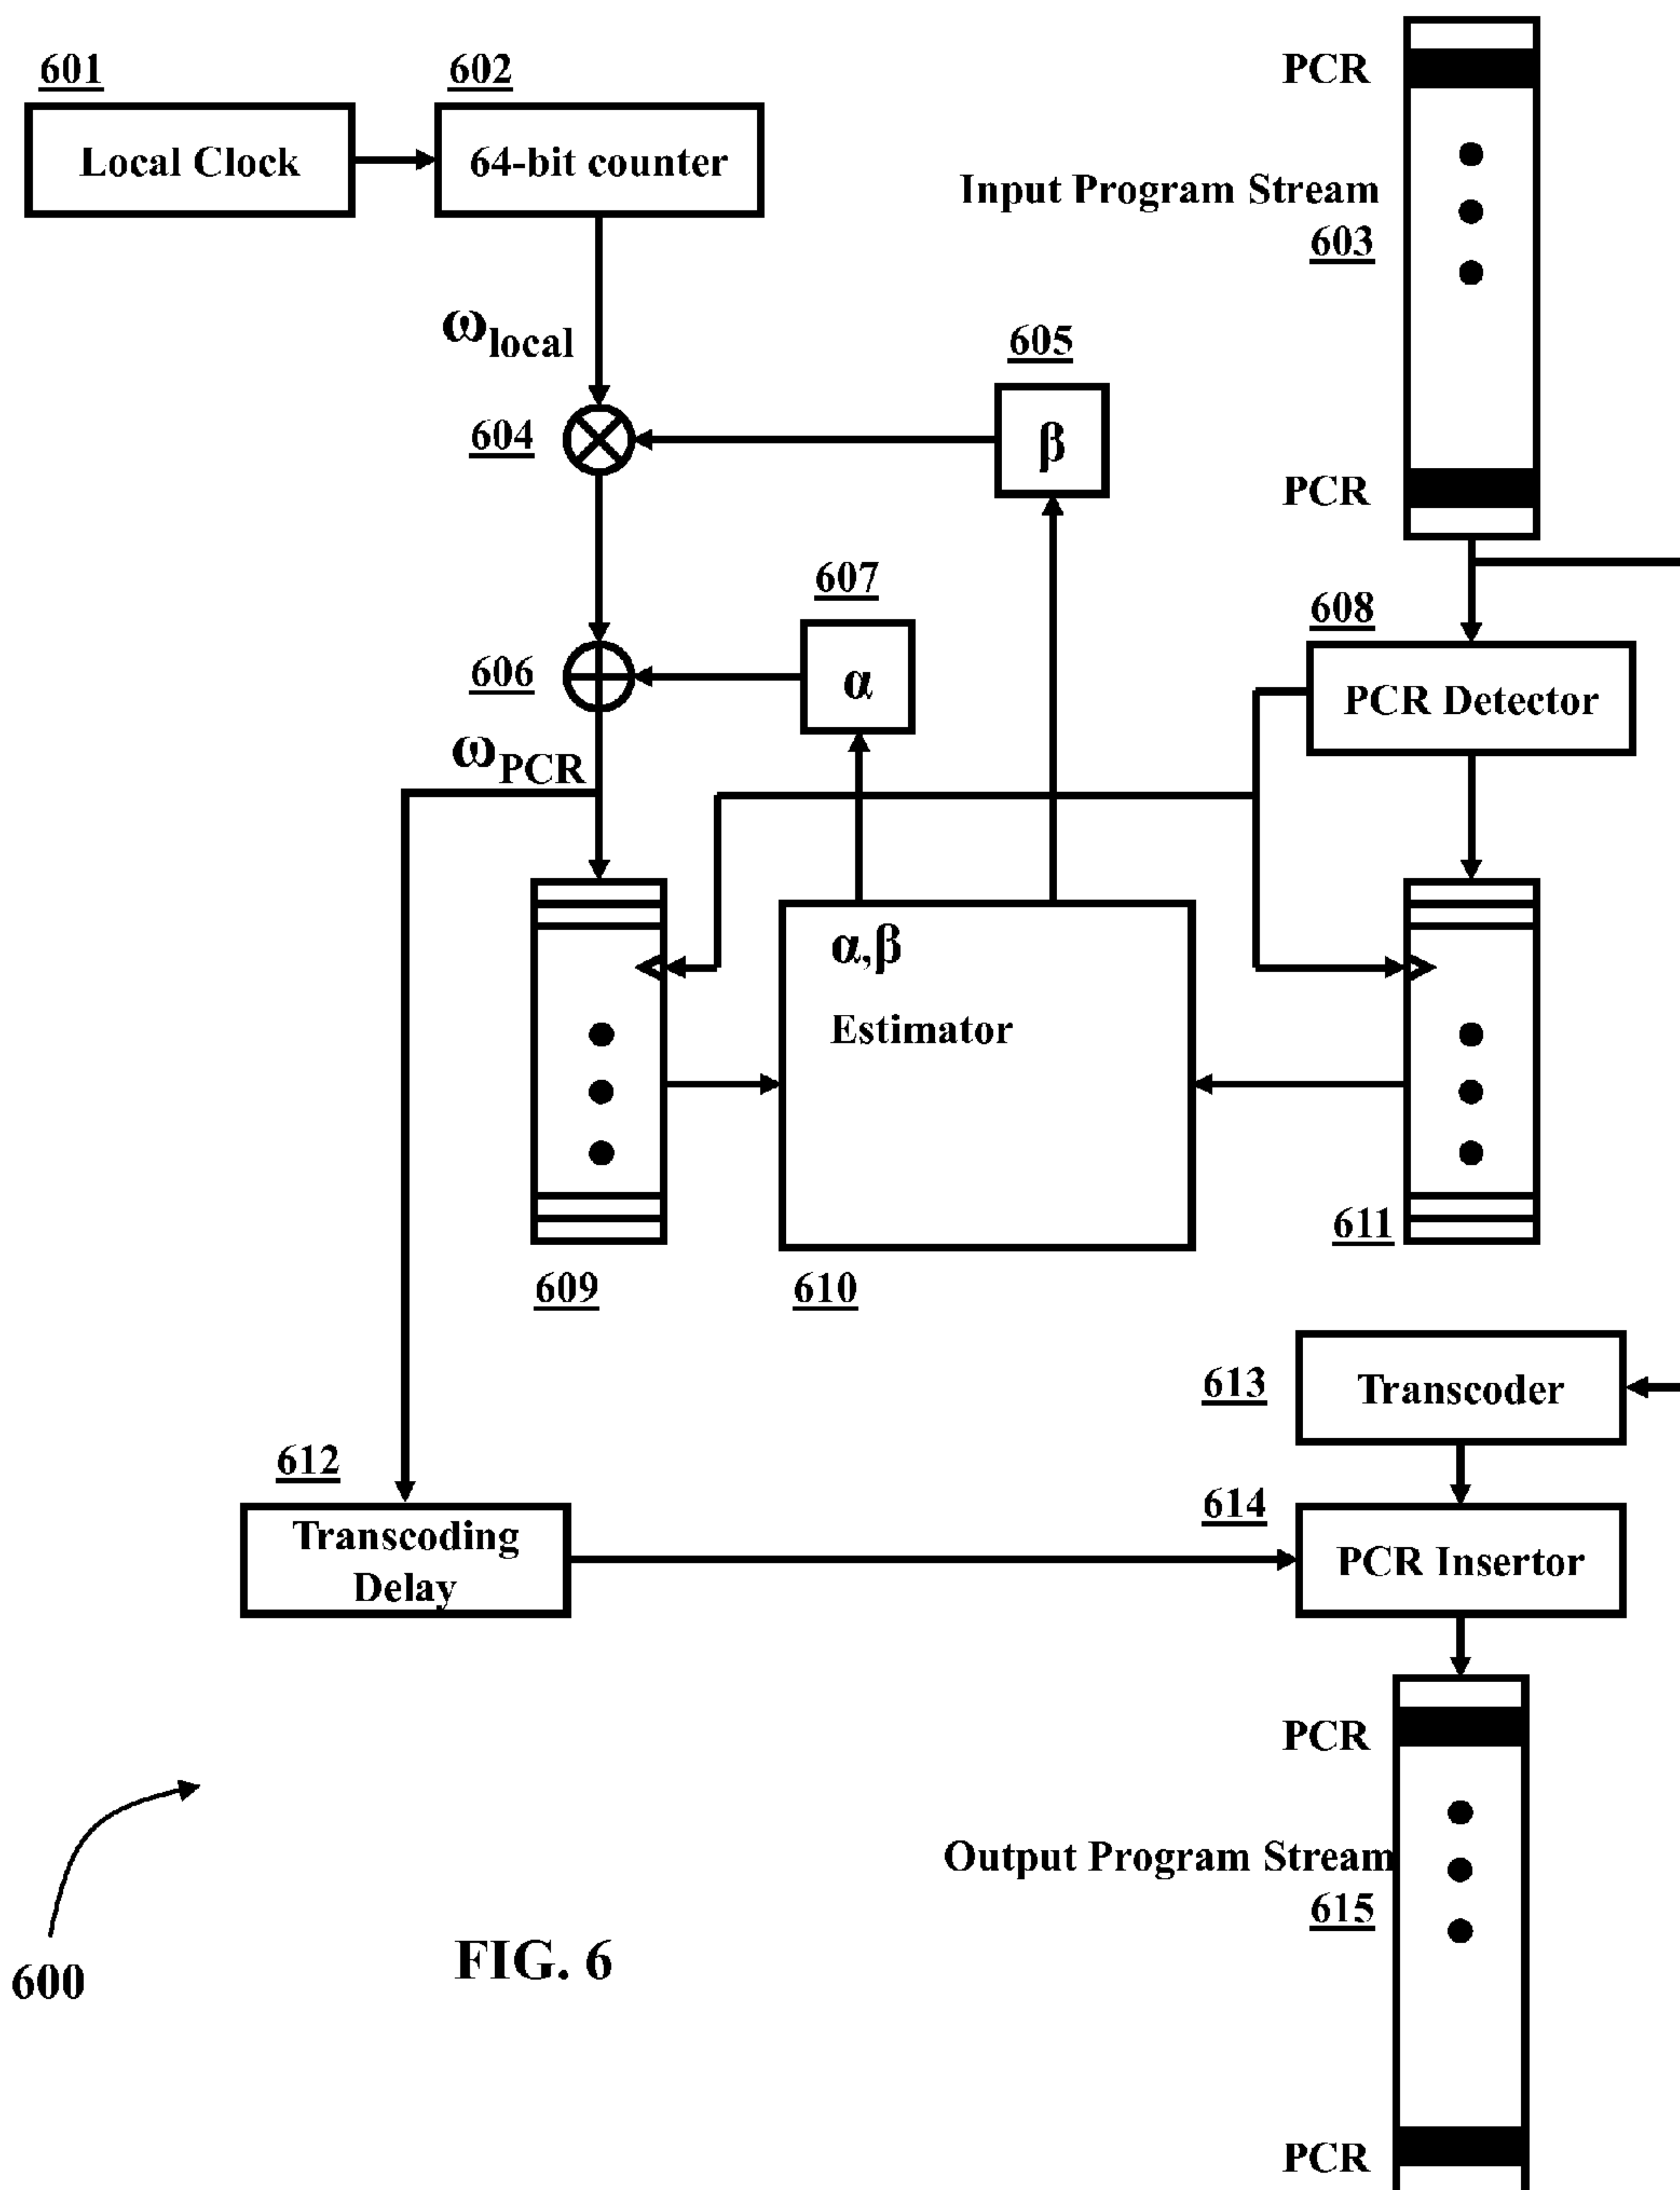 601
602
PCR
Local Clock
64-bit counter
Input Program Stream
603
ωlocal
605
604
β
PCR
607
608
606
α
PCR Detector
ωPCR
α,β
Estimator
611
609
610
613
Transcoder
612
614
Transcoding
Delay
PCR Insertor
PCR
Output Program Stream
615
600
FIG. 6
PCR